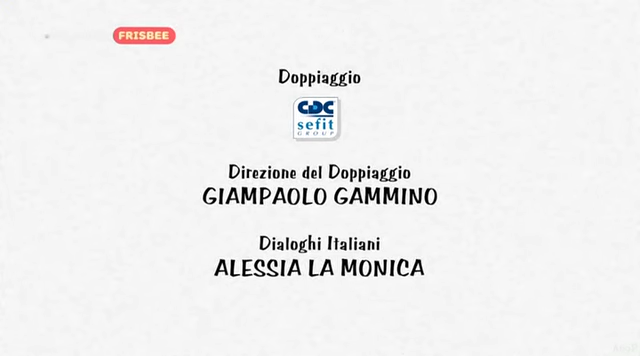 FRISBEE
Doppiaggio
CDC
sefit
GROUP
Direzione del Doppiaggio
GIAMPAOLO GAMMINO
Dialoghi Italiani
ALESSIA LA MONICA